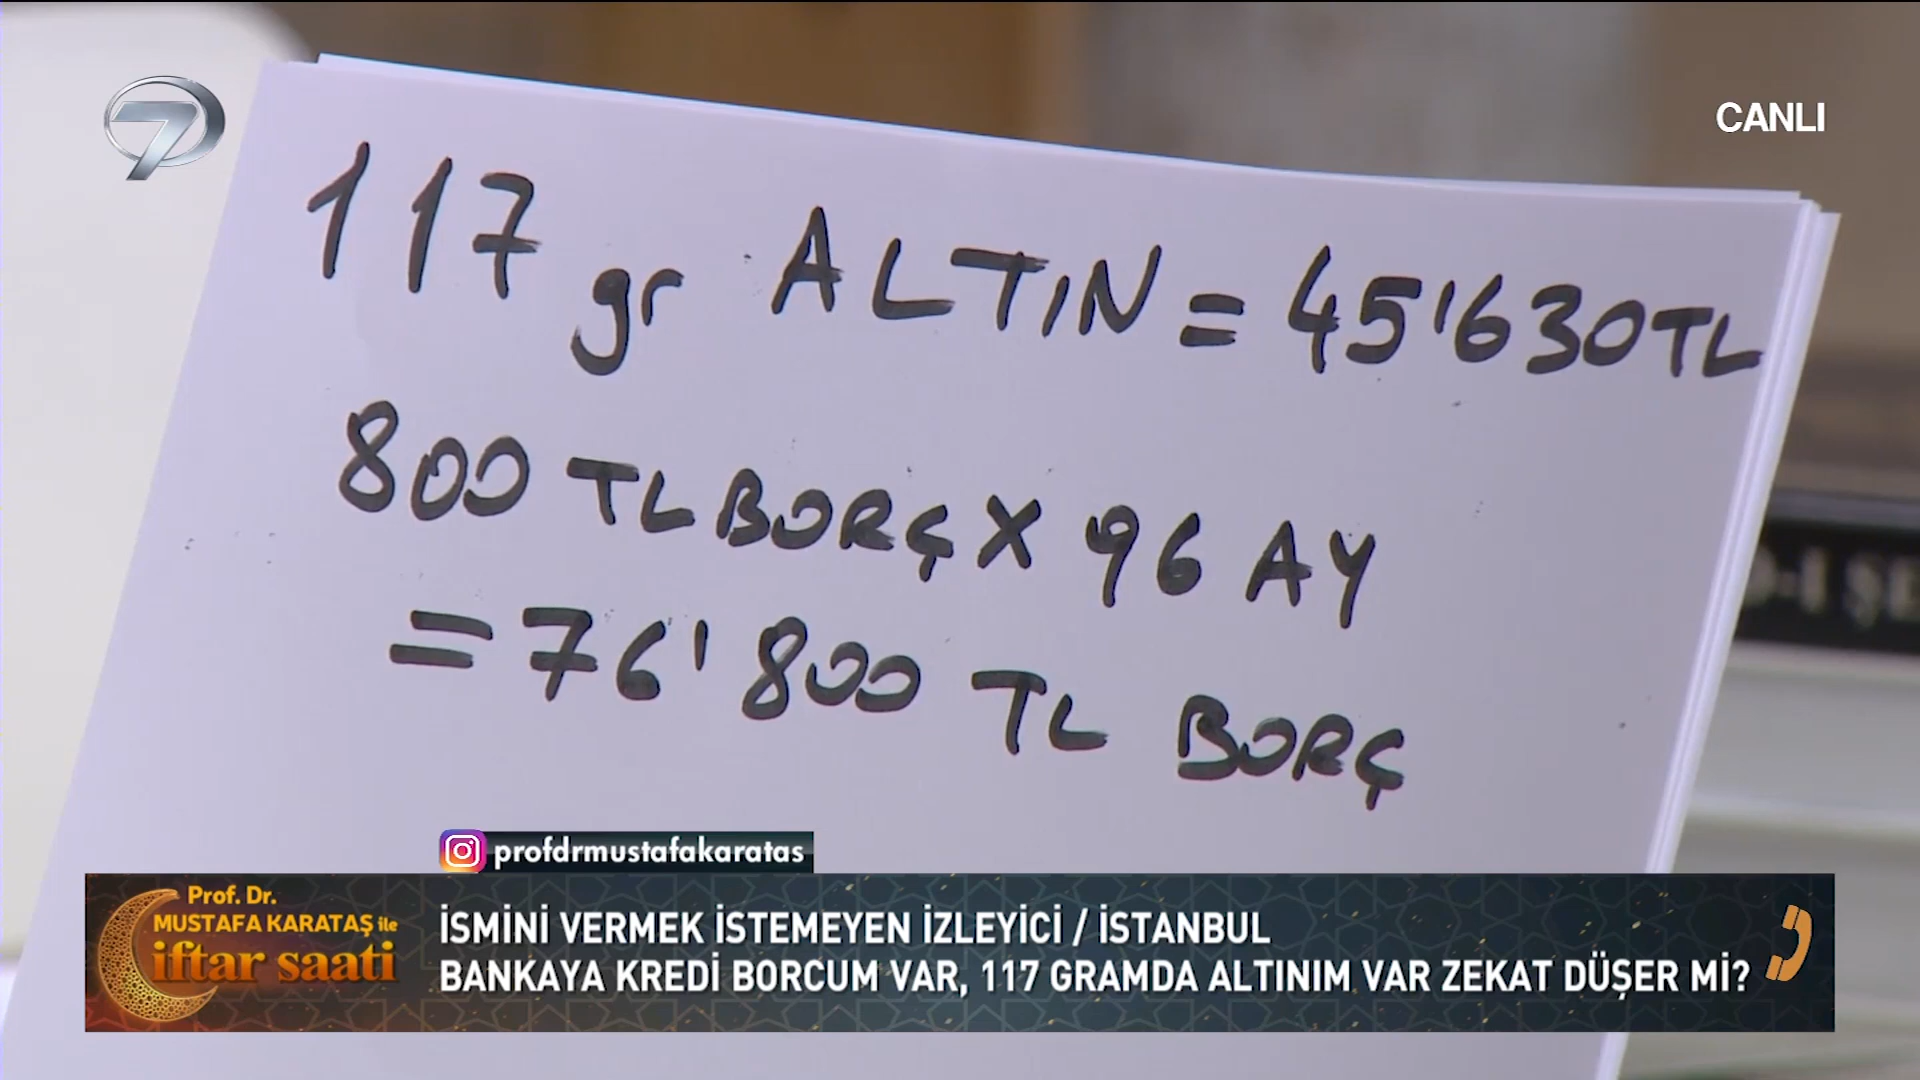 7
CANLI
117 gr ALTIN = 45'630TL
800 TL BORÇ X 96 AY
= 76'800 TL BORÇ
profdrmustafakaratas
Prof. Dr.
MUSTAFA KARATAŞ ile
iftar saati
İSMİNİ VERMEK İSTEMEYEN İZLEYİCİ / İSTANBUL
BANKAYA KREDİ BORCUM VAR, 117 GRAMDA ALTINIM VAR ZEKAT DÜŞER Mİ?